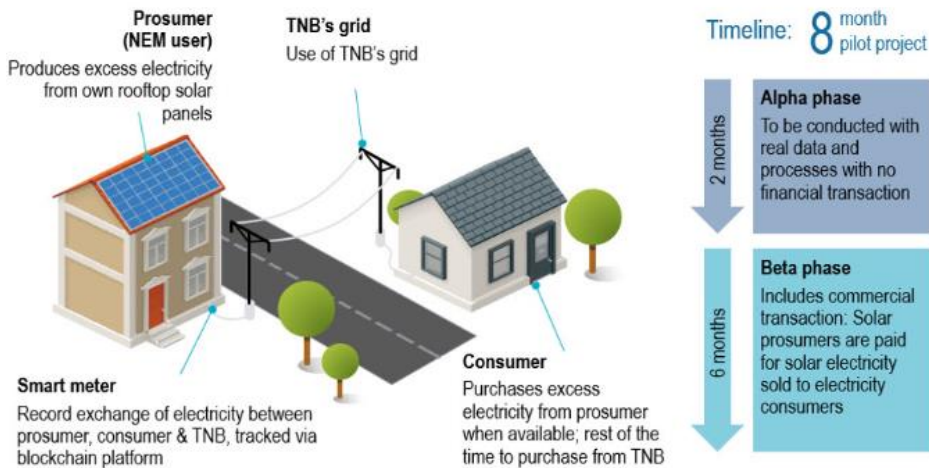 Prosumer
(NEM user)
Produces excess electricity
from own rooftop solar
panels
TNB's grid
Use of TNB's grid
Smart meter
Record exchange of electricity between
prosumer, consumer & TNB, tracked via
blockchain platform
Consumer
Purchases excess
electricity from prosumer
when available; rest of the
time to purchase from TNB
Timeline: 8 month
pilot project
2 months
Alpha phase
To be conducted with
real data and
processes with no
financial transaction
6 months
Beta phase
Includes commercial
transaction: Solar
prosumers are paid
for solar electricity
sold to electricity
consumers